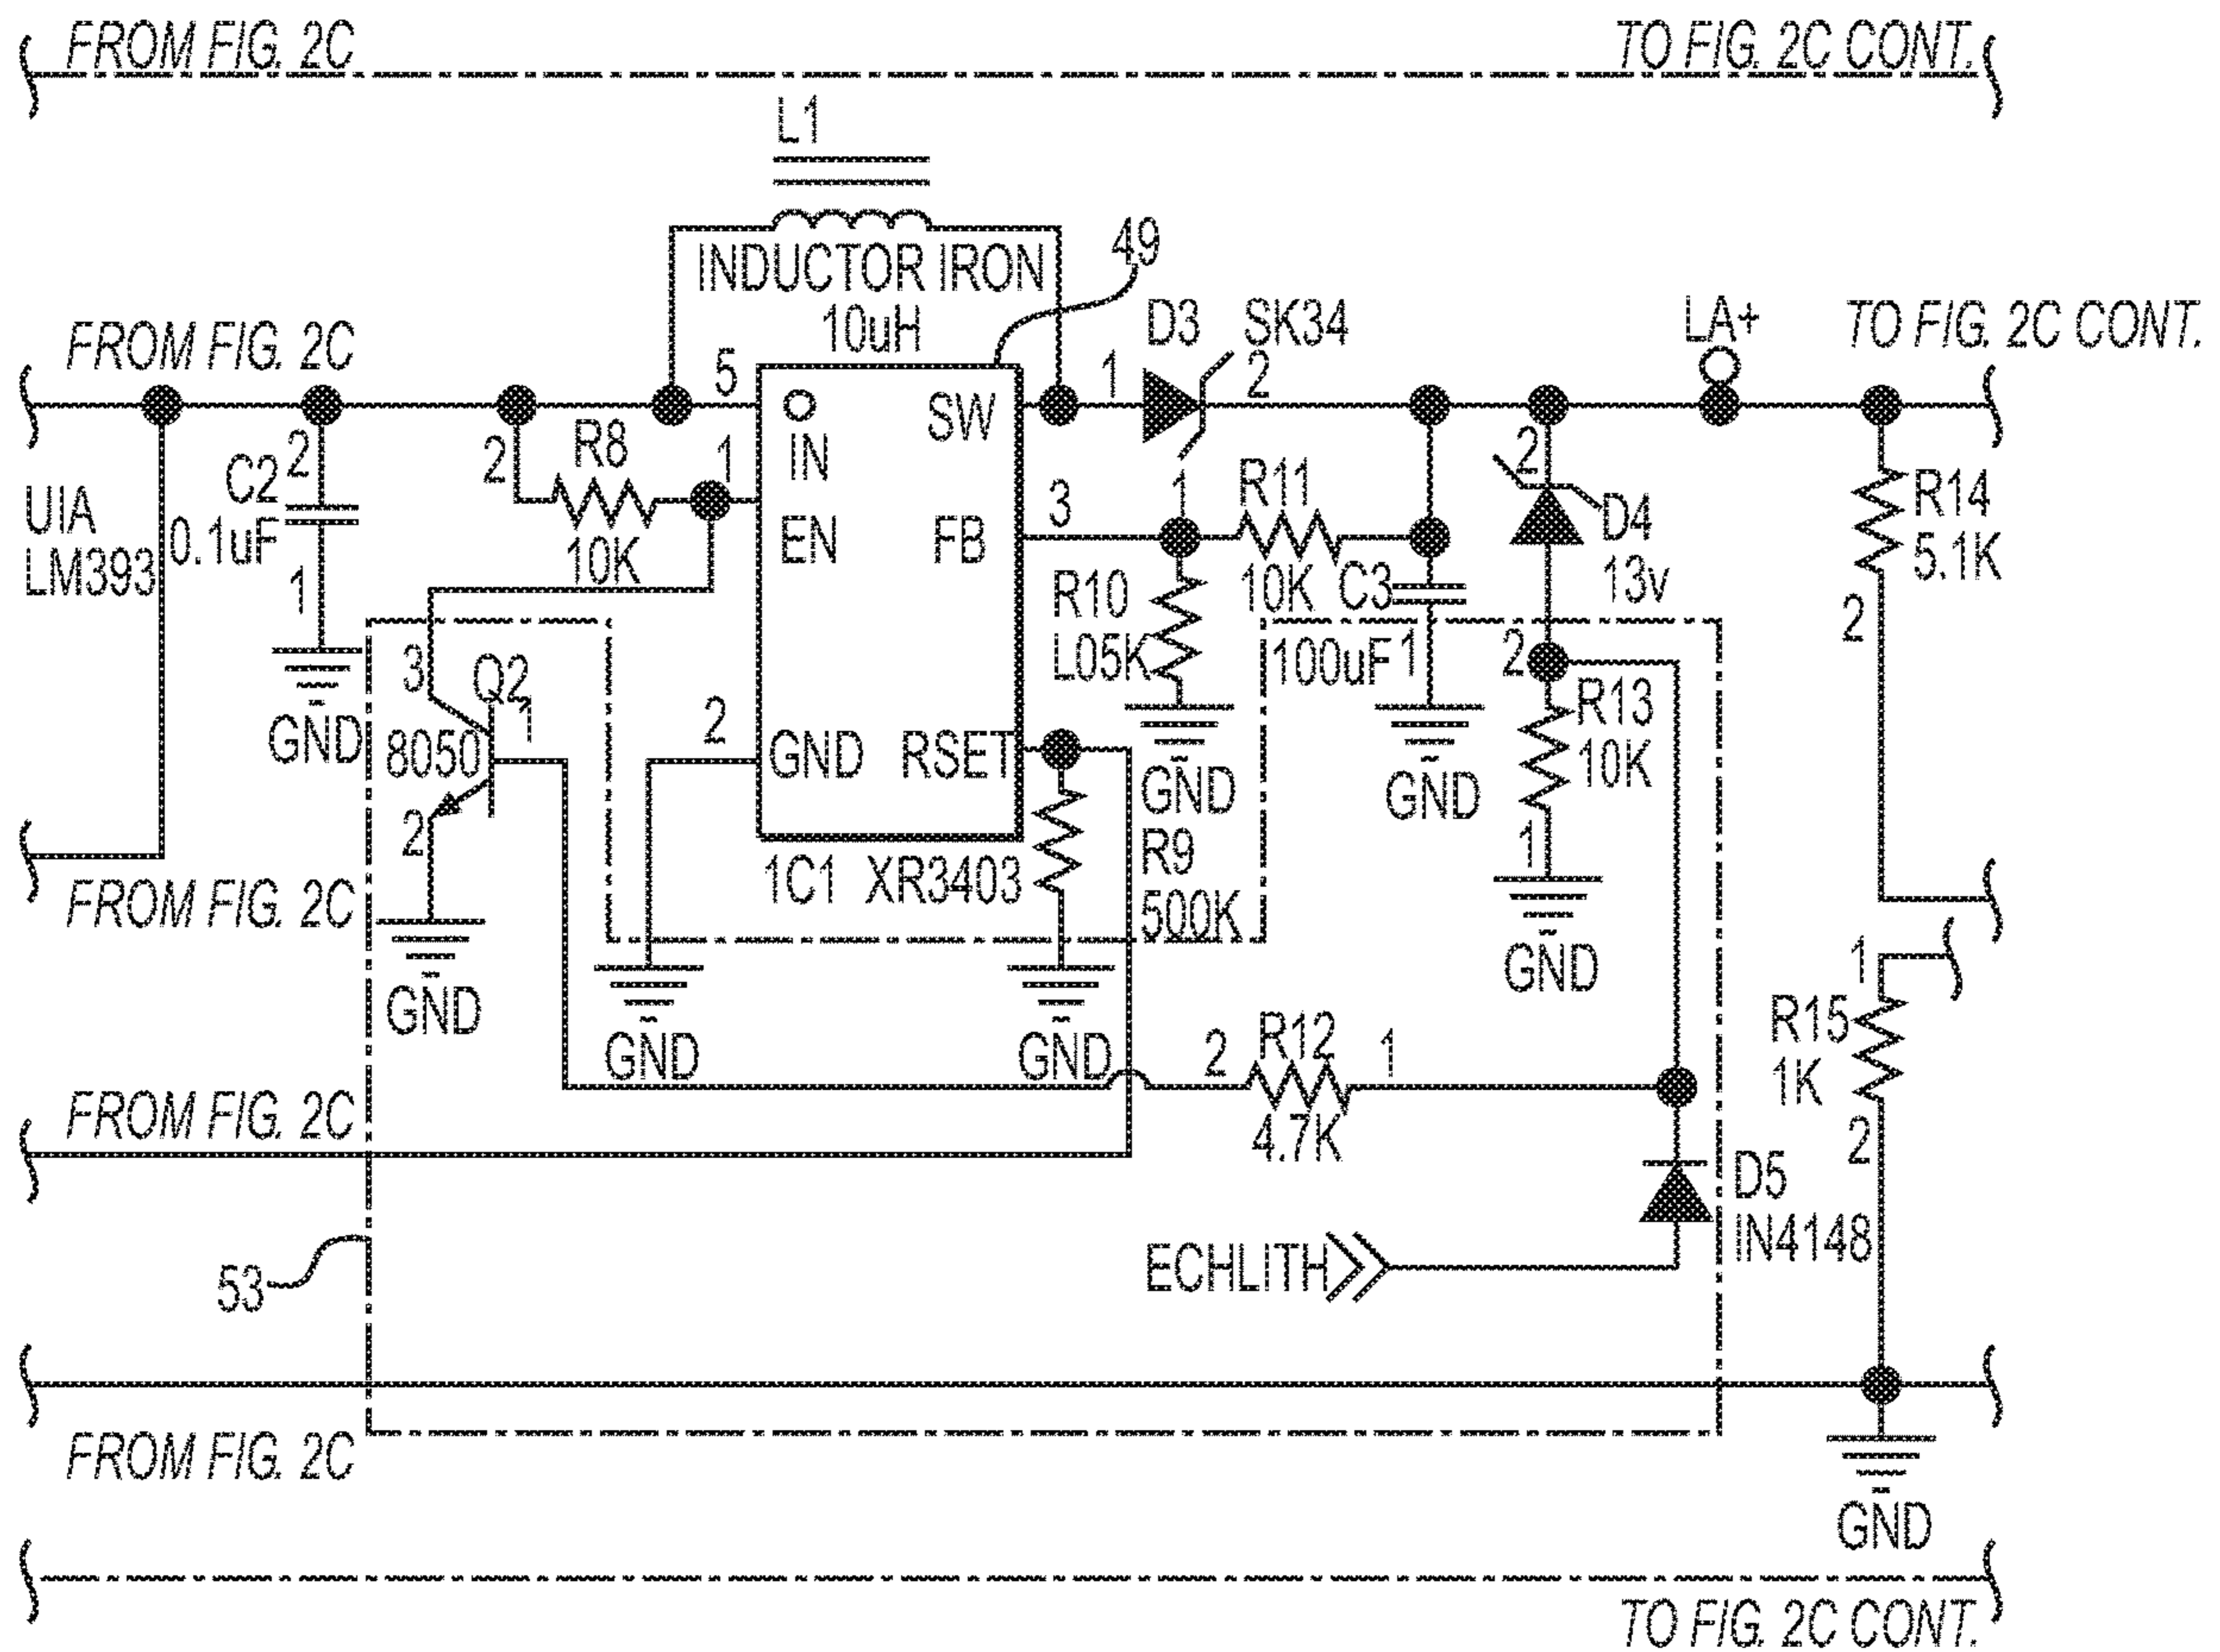 FROM FIG. 2C
TO FIG. 2C CONT.
L1
INDUCTOR IRON
10uH
49
FROM FIG. 2C
D3 SK34
LA+
TO FIG. 2C CONT.
5
1
2
IN
SW
2
C2
0.1uF
1
UIA
LM393
2
R8
10K
1
EN
FB
3
1
R11
10K
R10
L05K
C3
100uF
1
2
D4
13v
R14
5.1K
2
GND
3
Q2
1
8050
2
2
GND
RSET
GND
GND
2
R13
10K
1
1C1 XR3403
R9
500K
FROM FIG. 2C
GND
GND
GND
GND
1
R15
1K
2
2
R12
1
4.7K
FROM FIG. 2C
D5
IN4148
ECHLITH
53
FROM FIG. 2C
GND
TO FIG. 2C CONT.